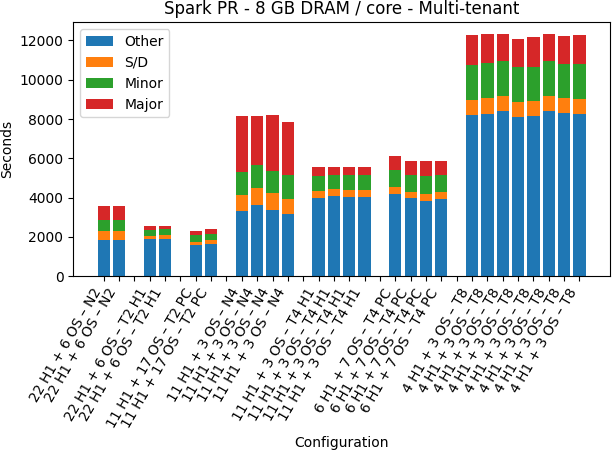 Spark PR - 8 GB DRAM / core - Multi-tenant
Seconds
12000
10000
8000
6000
4000
2000
0
Other
S/D
Minor
Major
22 H1 + 6 OS - N2
22 H1 + 6 OS - N2
22 H1 + 6 OS - T2 H1
22 H1 + 6 OS - T2 H1
11 H1 + 17 OS - T2 PC
11 H1 + 17 OS - T2 PC
11 H1 + 3 OS - N4
11 H1 + 3 OS - N4
11 H1 + 3 OS - N4
11 H1 + 3 OS - N4
11 H1 + 3 OS - T4 H1
11 H1 + 3 OS - T4 H1
11 H1 + 3 OS - T4 H1
11 H1 + 3 OS - T4 H1
6 H1 + 7 OS - T4 PC
6 H1 + 7 OS - T4 PC
6 H1 + 7 OS - T4 PC
6 H1 + 7 OS - T4 PC
4 H1 + 3 OS - T8
4 H1 + 3 OS - T8
4 H1 + 3 OS - T8
4 H1 + 3 OS - T8
4 H1 + 3 OS - T8
4 H1 + 3 OS - T8
4 H1 + 3 OS - T8
4 H1 + 3 OS - T8
Configuration